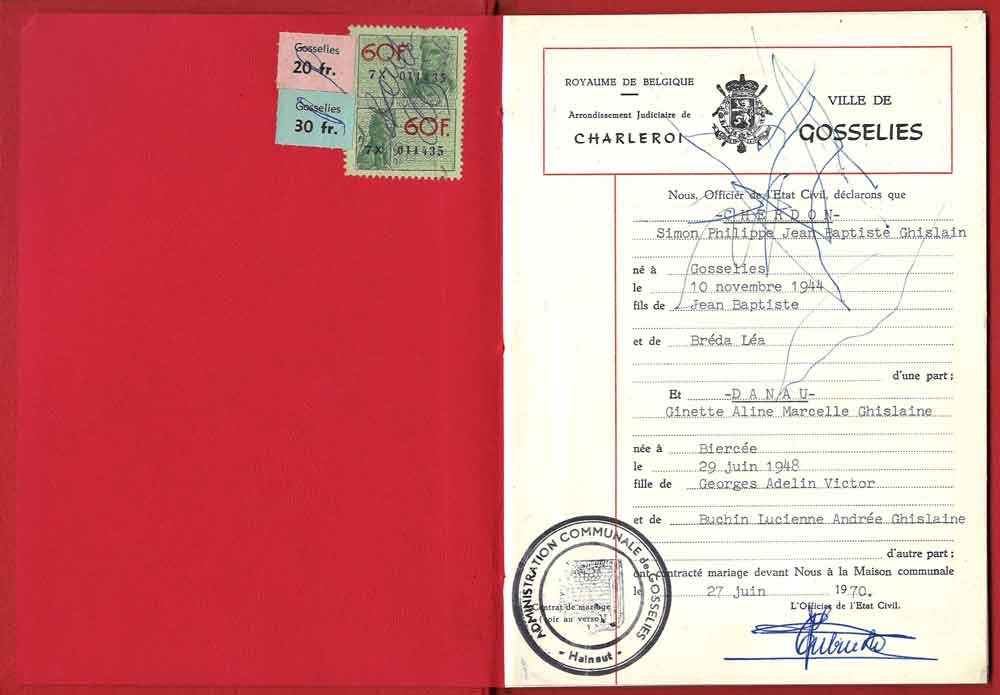 Gosselies
20 fr.
Gosselies
30 fr.
60F.
7X 011435
60F.
7X 011435
ROYAUME DE BELGIQUE
Arrondissement Judiciaire de
CHARLEROI
VILLE DE
GOSSELIES
Nous, Officier de l'Etat Civil, déclarons que
-CHERDON-
Simon Philippe Jean Baptiste Ghislain
né à Gosselies
le 10 novembre 1944
fils de Jean Baptiste
et de Bréda Léa
d'une part;
Et -DANAU-
Ginette Aline Marcelle Ghislaine
née à Biercée
le 29 juin 1948
fille de Georges Adelin Victor
et de Buchin Lucienne Andrée Ghislaine
d'autre part;
ont contracté mariage devant Nous à la Maison communale
le 27 juin 1970.
L'Officier de l'Etat Civil.
Contrat de mariage
(voir au verso)
ADMINISTRATION COMMUNALE de GOSSELIES
- Hainaut -